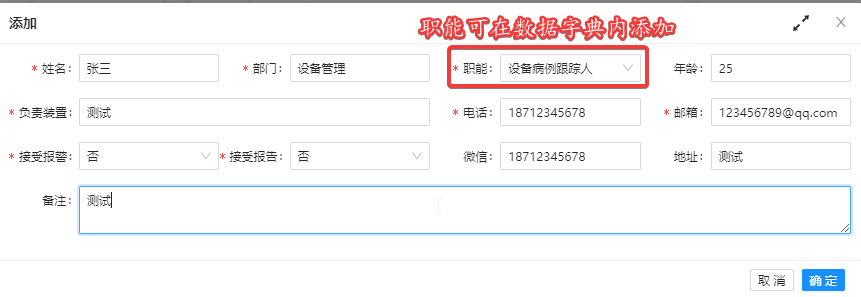 添加
职能可在数据字典内添加
* 姓名: 张三 * 部门: 设备管理 * 职能: 设备病例跟踪人 年龄: 25
* 负责装置: 测试 * 电话: 18712345678 * 邮箱: 123456789@qq.com
* 接受报警: 否 * 接受报告: 否 微信: 18712345678 地址: 测试
备注: 测试
取 消 确 定